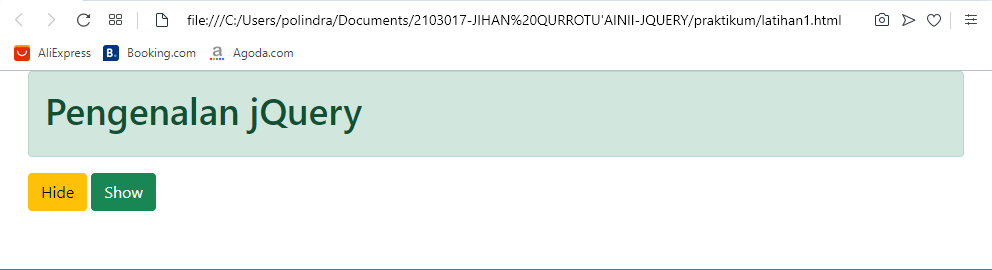 file:///C:/Users/polindra/Documents/2103017-JIHAN%20QURROTU'AINII-JQUERY/praktikum/latihan1.html
AliExpress B. Booking.com a Agoda.com
Pengenalan jQuery
Hide Show